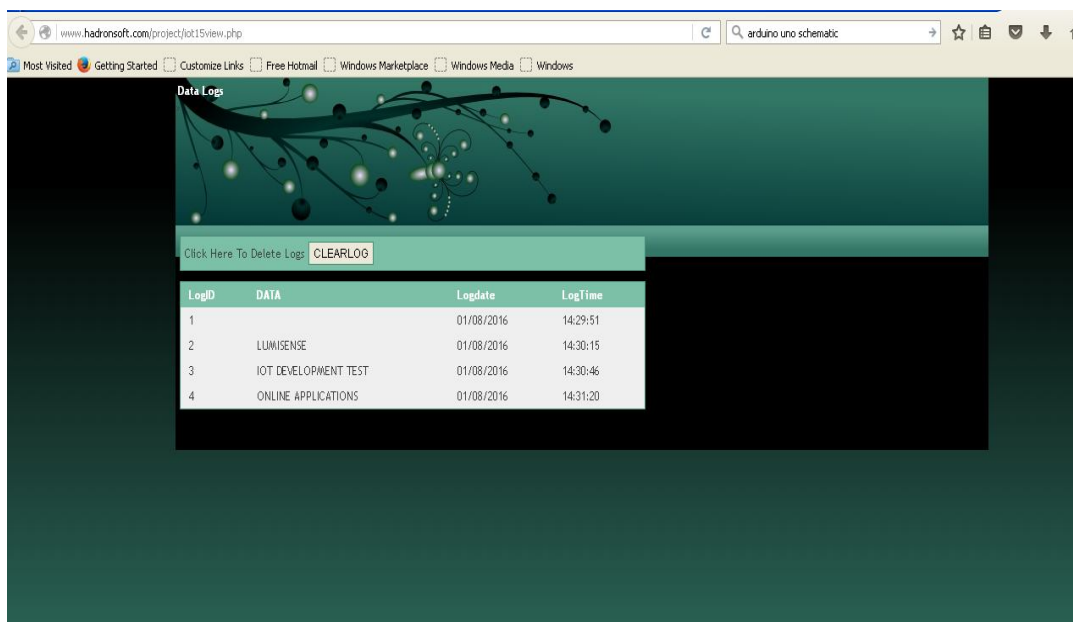 www.hadronsoft.com/project/iot15view.php
arduino uno schematic
Most Visited Getting Started Customize Links Free Hotmail Windows Marketplace Windows Media Windows
Data Logs
Click Here To Delete Logs CLEARLOG
LogID DATA Logdate LogTime
1 01/08/2016 14:29:51
2 LUMISENSE 01/08/2016 14:30:15
3 IOT DEVELOPMENT TEST 01/08/2016 14:30:46
4 ONLINE APPLICATIONS 01/08/2016 14:31:20